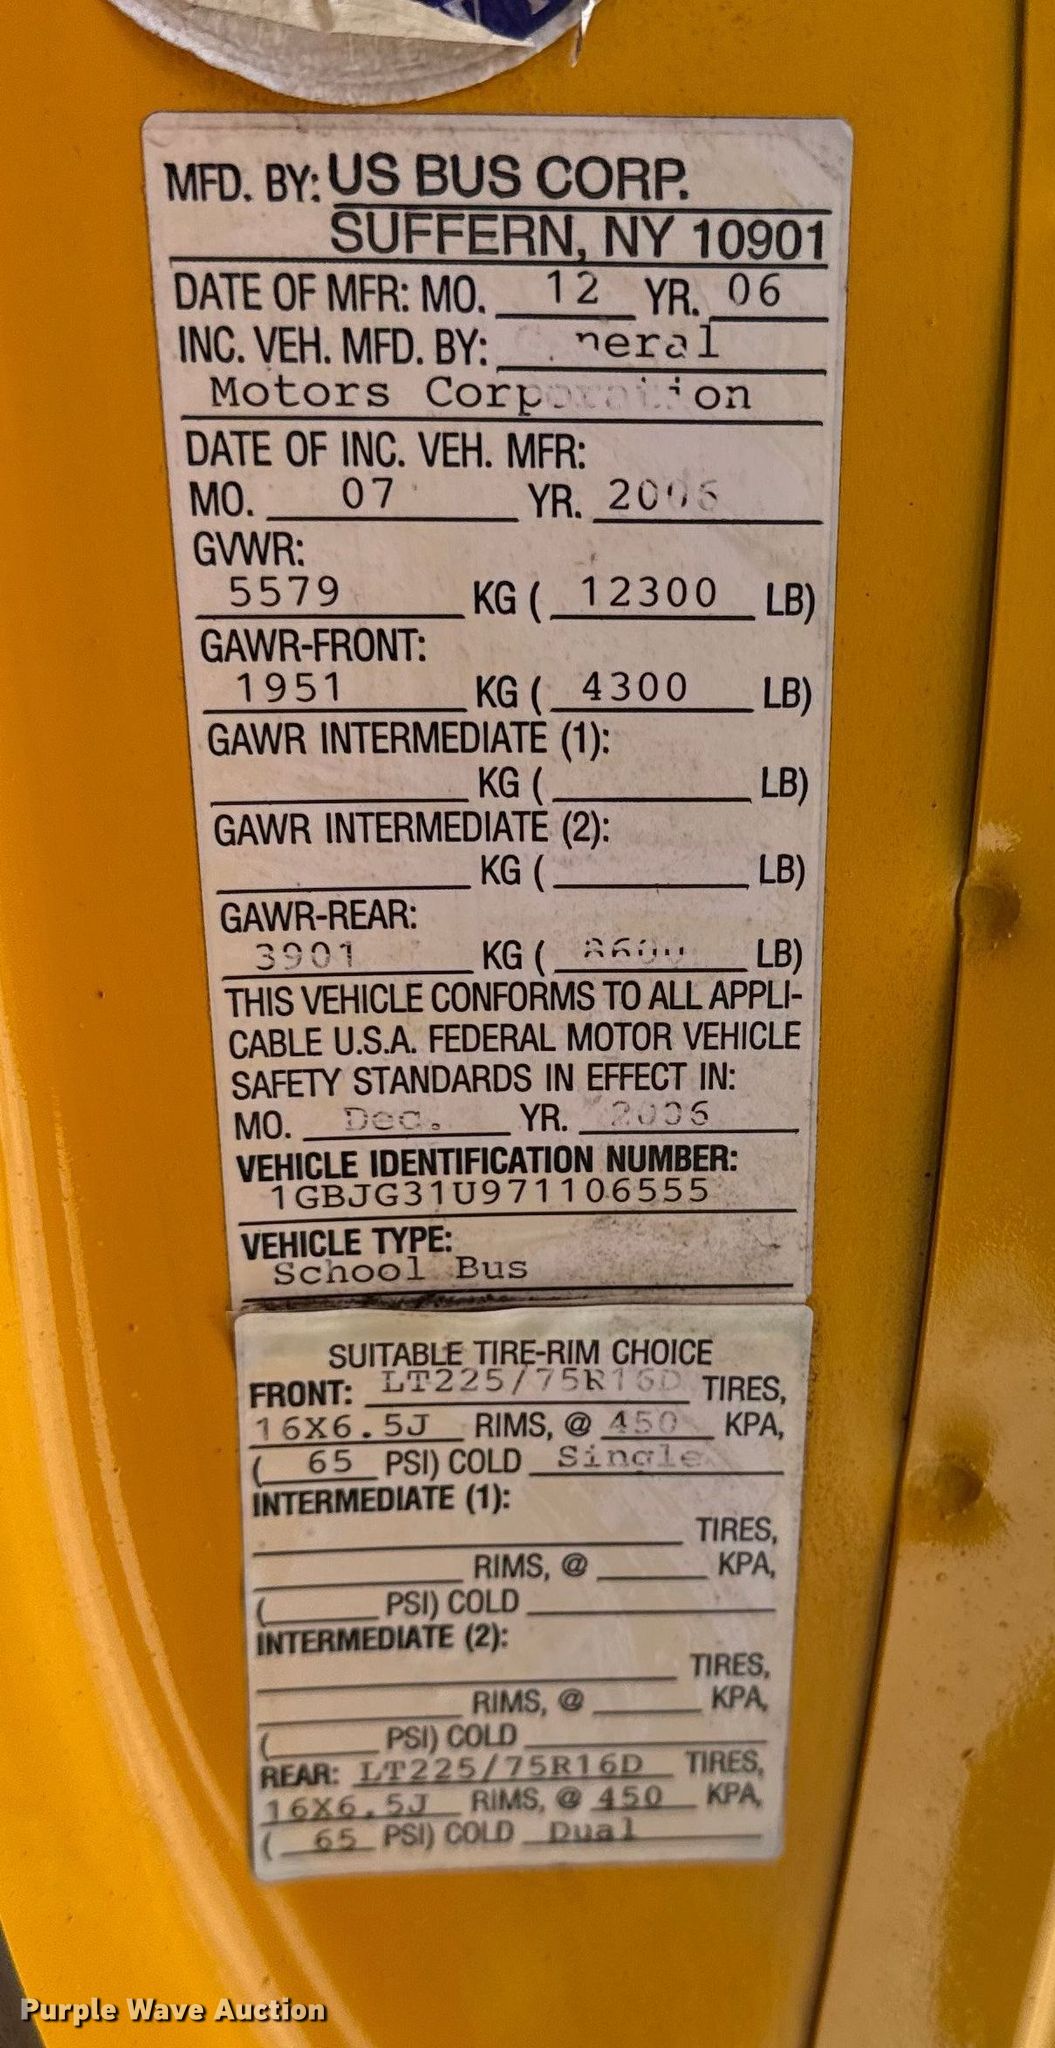 MFD. BY: US BUS CORP.
SUFFERN, NY 10901
DATE OF MFR: MO. 12 YR. 06
INC. VEH. MFD. BY: neral
Motors Corporation
DATE OF INC. VEH. MFR:
MO. 07 YR. 2006
GVWR:
5579 KG ( 12300 LB)
GAWR-FRONT:
1951 KG ( 4300 LB)
GAWR INTERMEDIATE (1):
KG ( LB)
GAWR INTERMEDIATE (2):
KG ( LB)
GAWR-REAR:
3901 KG ( 8600 LB)
THIS VEHICLE CONFORMS TO ALL APPLI-
CABLE U.S.A. FEDERAL MOTOR VEHICLE
SAFETY STANDARDS IN EFFECT IN:
MO. Dec. YR. 2006
VEHICLE IDENTIFICATION NUMBER:
1GBJG31U971106555
VEHICLE TYPE:
School Bus
SUITABLE TIRE-RIM CHOICE
FRONT: LT225/75R16D TIRES,
16X6.5J RIMS, @ 450 KPA,
( 65 PSI) COLD Single
INTERMEDIATE (1):
TIRES,
RIMS, @ KPA,
( PSI) COLD
INTERMEDIATE (2):
TIRES,
RIMS, @ KPA,
( PSI) COLD
REAR: LT225/75R16D TIRES,
16X6.5J RIMS, @ 450 KPA,
( 65 PSI) COLD Dual
Purple Wave Auction